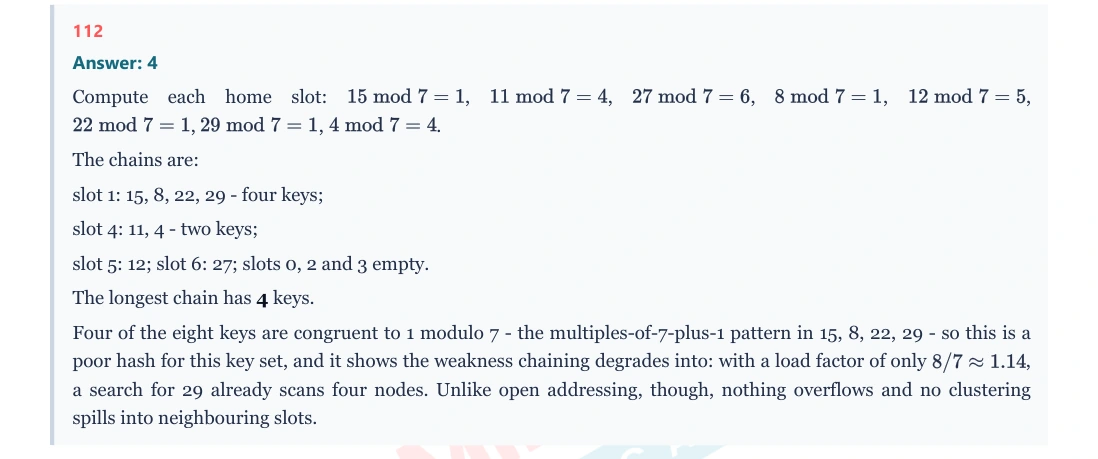 112
Answer: 4
Compute each home slot: 15 mod 7 = 1, 11 mod 7 = 4, 27 mod 7 = 6, 8 mod 7 = 1, 12 mod 7 = 5,
22 mod 7 = 1, 29 mod 7 = 1, 4 mod 7 = 4.
The chains are:
slot 1: 15, 8, 22, 29 - four keys;
slot 4: 11, 4 - two keys;
slot 5: 12; slot 6: 27; slots 0, 2 and 3 empty.
The longest chain has 4 keys.
Four of the eight keys are congruent to 1 modulo 7 - the multiples-of-7-plus-1 pattern in 15, 8, 22, 29 - so this is a
poor hash for this key set, and it shows the weakness chaining degrades into: with a load factor of only 8/7 ≈ 1.14,
a search for 29 already scans four nodes. Unlike open addressing, though, nothing overflows and no clustering
spills into neighbouring slots.